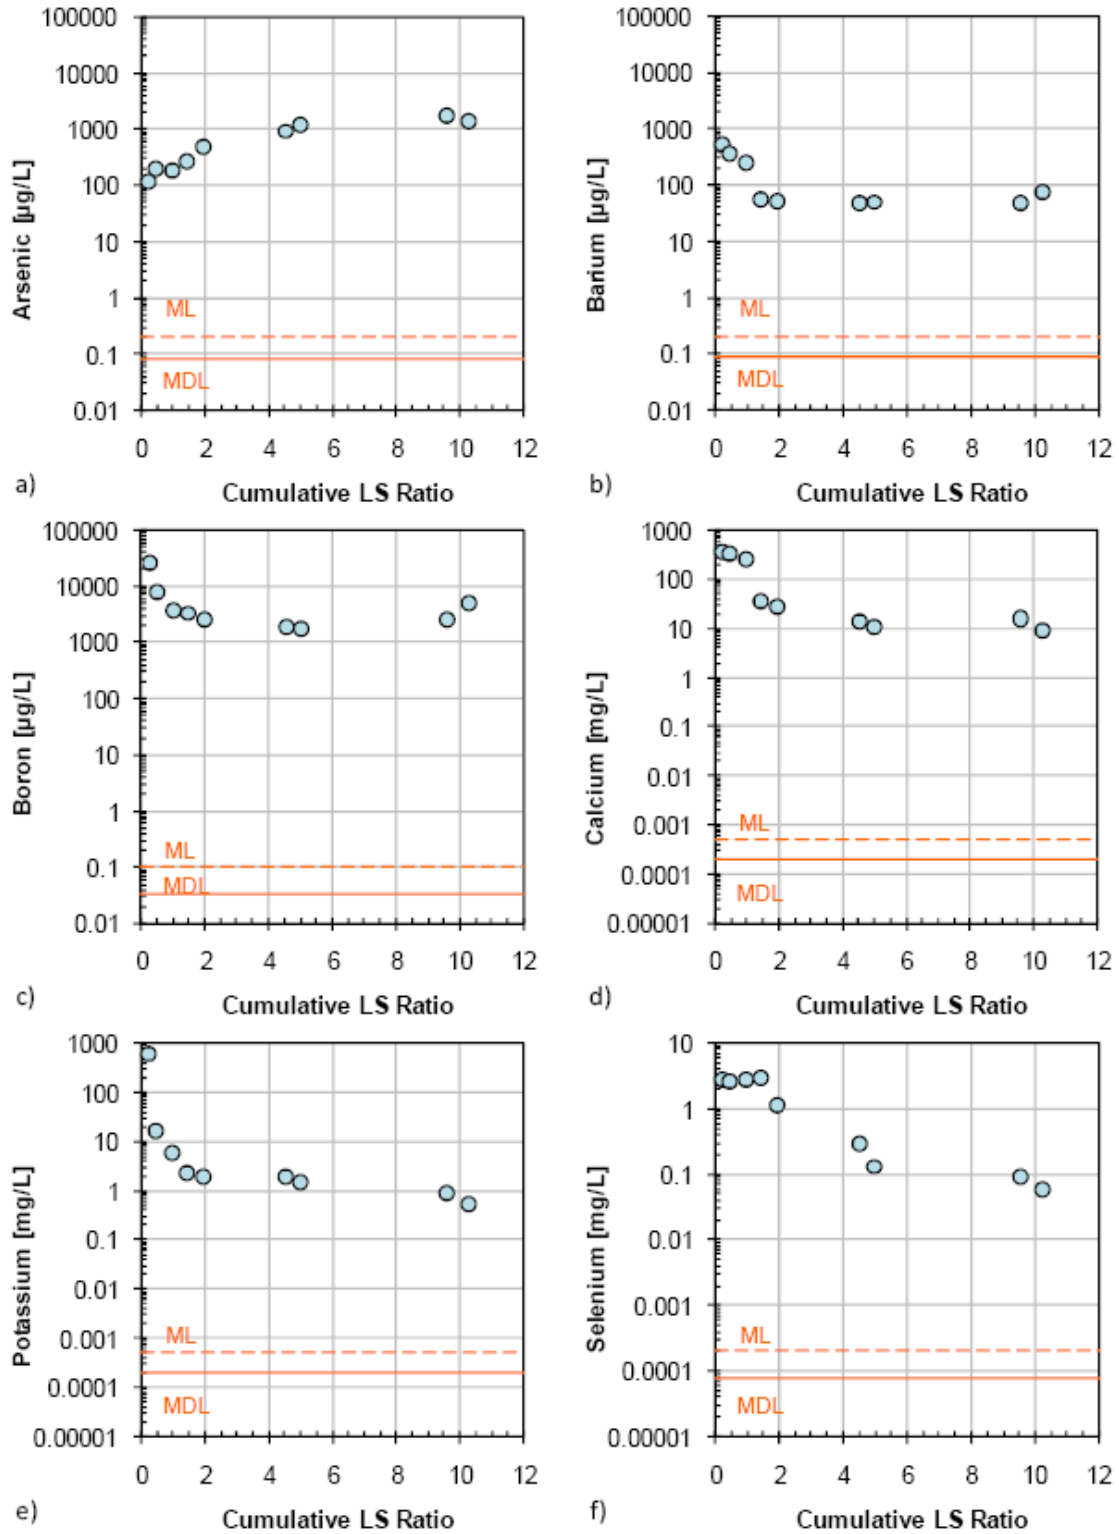 100000
10000
1000
100
10
1
0.1
0.01
Arsenic [µg/L]
ML
MDL
0 2 4 6 8 10 12
a) Cumulative LS Ratio
100000
10000
1000
100
10
1
0.1
0.01
Barium [µg/L]
ML
MDL
0 2 4 6 8 10 12
b) Cumulative LS Ratio
100000
10000
1000
100
10
1
0.1
0.01
Boron [µg/L]
ML
MDL
0 2 4 6 8 10 12
c) Cumulative LS Ratio
1000
100
10
1
0.1
0.01
0.001
0.0001
0.00001
Calcium [mg/L]
ML
MDL
0 2 4 6 8 10 12
d) Cumulative LS Ratio
1000
100
10
1
0.1
0.01
0.001
0.0001
0.00001
Potassium [mg/L]
ML
MDL
0 2 4 6 8 10 12
e) Cumulative LS Ratio
10
1
0.1
0.01
0.001
0.0001
0.00001
Selenium [mg/L]
ML
MDL
0 2 4 6 8 10 12
f) Cumulative LS Ratio